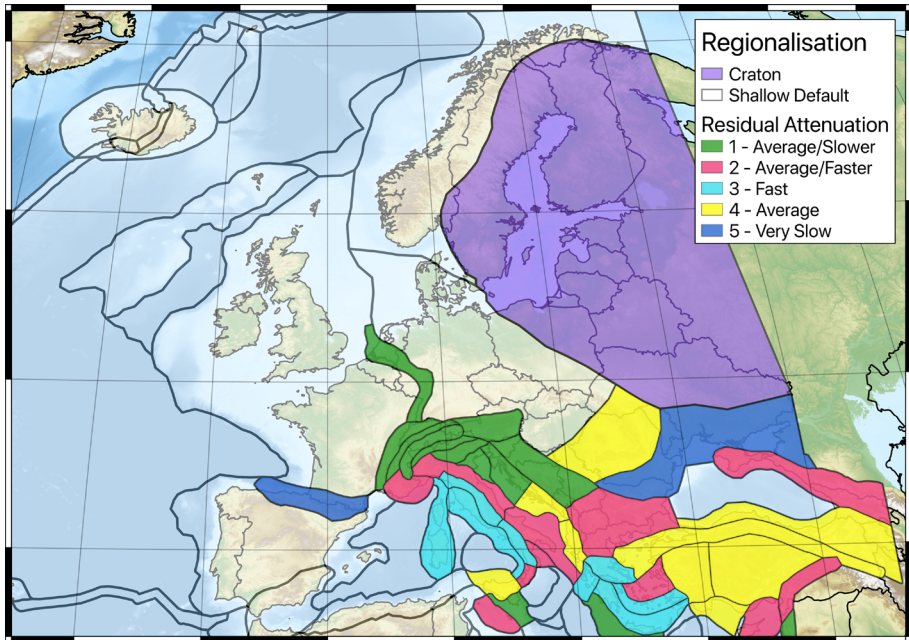 Regionalisation
Craton
Shallow Default
Residual Attenuation
1 - Average/Slower
2 - Average/Faster
3 - Fast
4 - Average
5 - Very Slow